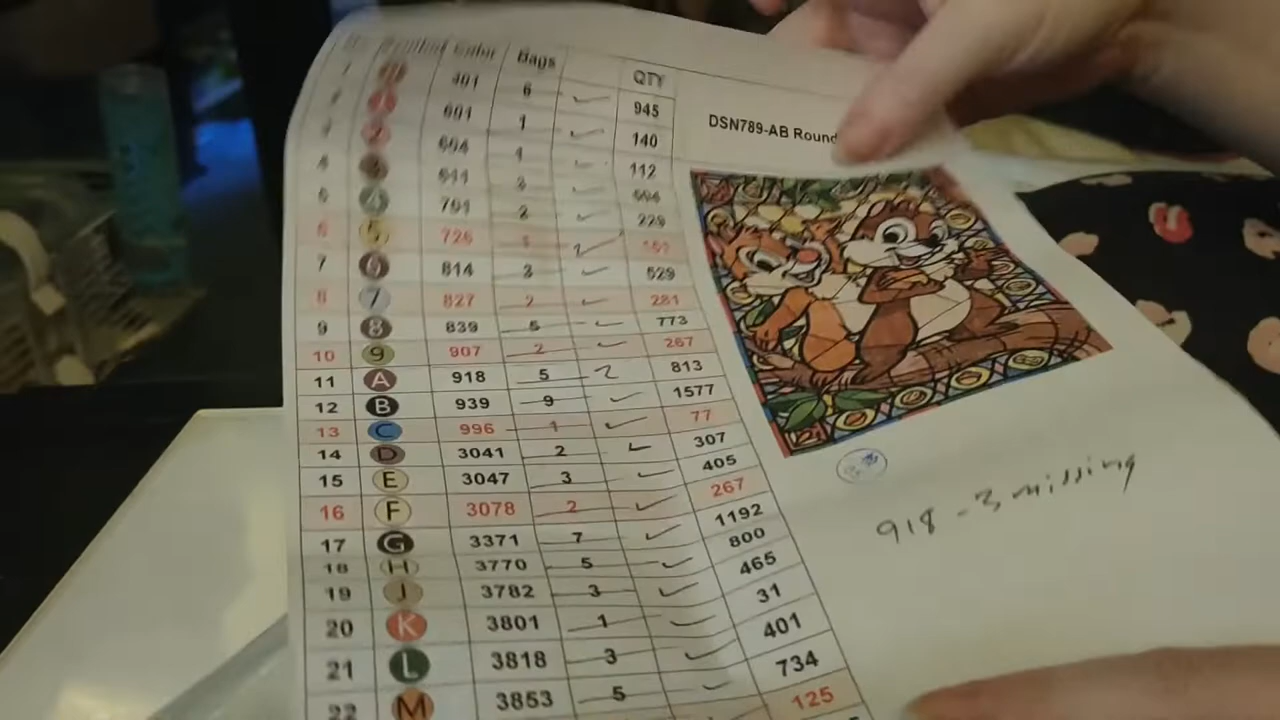 Color Bags QTY
401 6 945
601 1 140
1 112
5 726 1 2
7 6 814 3 529
8 7 827 2 281
9 8 839 5 773
10 9 907 2 267
11 A 918 5 2 813
12 B 939 9 1577
13 C 996 1 77
14 D 3041 2 307
15 E 3047 3 405
16 F 3078 2 267
17 G 3371 7 1192
18 H 3770 5 800
19 J 3782 3 465
20 K 3801 1 31
21 L 3818 3 401
22 M 3853 5 734
125
DSN789-AB Round
918 - 3 missing